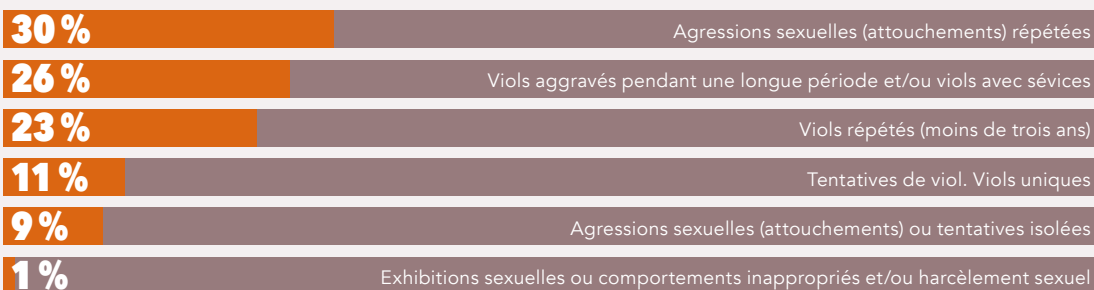 30 % Agressions sexuelles (attouchements) répétées
26 % Viols aggravés pendant une longue période et/ou viols avec sévices
23 % Viols répétés (moins de trois ans)
11 % Tentatives de viol. Viols uniques
9 % Agressions sexuelles (attouchements) ou tentatives isolées
1 % Exhibitions sexuelles ou comportements inappropriés et/ou harcèlement sexuel